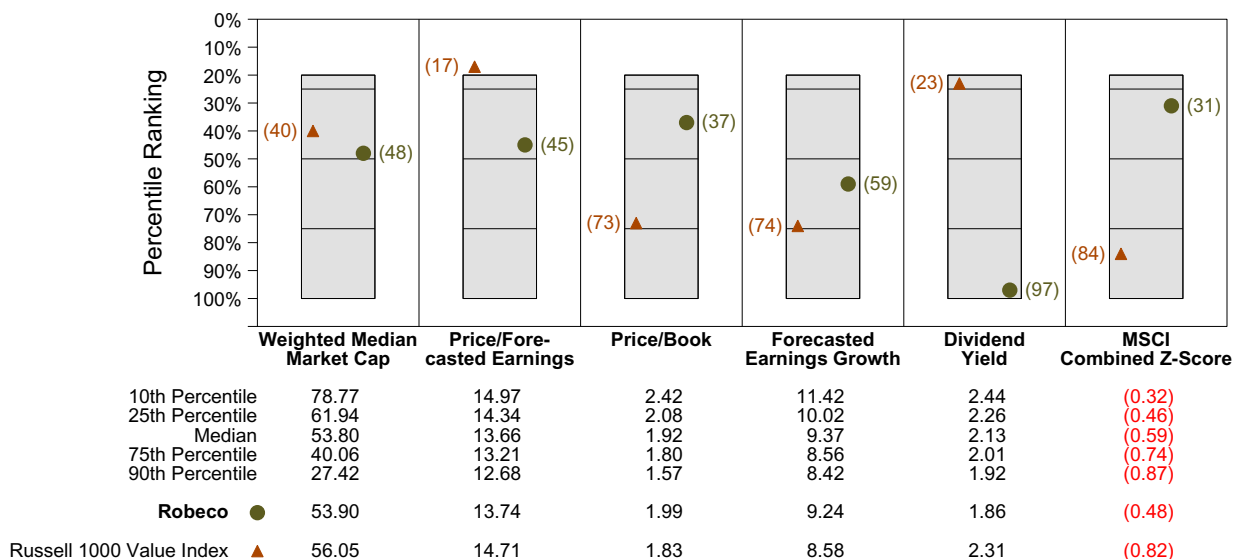 0%
10%
20%
30%
40%
50%
60%
70%
80%
90%
100%
Percentile Ranking
(17)
(23)
(40)
(48)
(45)
(37)
(31)
(59)
(73)
(74)
(84)
(97)
Weighted Median Market Cap
Price/Fore-casted Earnings
Price/Book
Forecasted Earnings Growth
Dividend Yield
MSCI Combined Z-Score
10th Percentile 78.77 14.97 2.42 11.42 2.44 (0.32)
25th Percentile 61.94 14.34 2.08 10.02 2.26 (0.46)
Median 53.80 13.66 1.92 9.37 2.13 (0.59)
75th Percentile 40.06 13.21 1.80 8.56 2.01 (0.74)
90th Percentile 27.42 12.68 1.57 8.42 1.92 (0.87)
Robeco 53.90 13.74 1.99 9.24 1.86 (0.48)
Russell 1000 Value Index 56.05 14.71 1.83 8.58 2.31 (0.82)